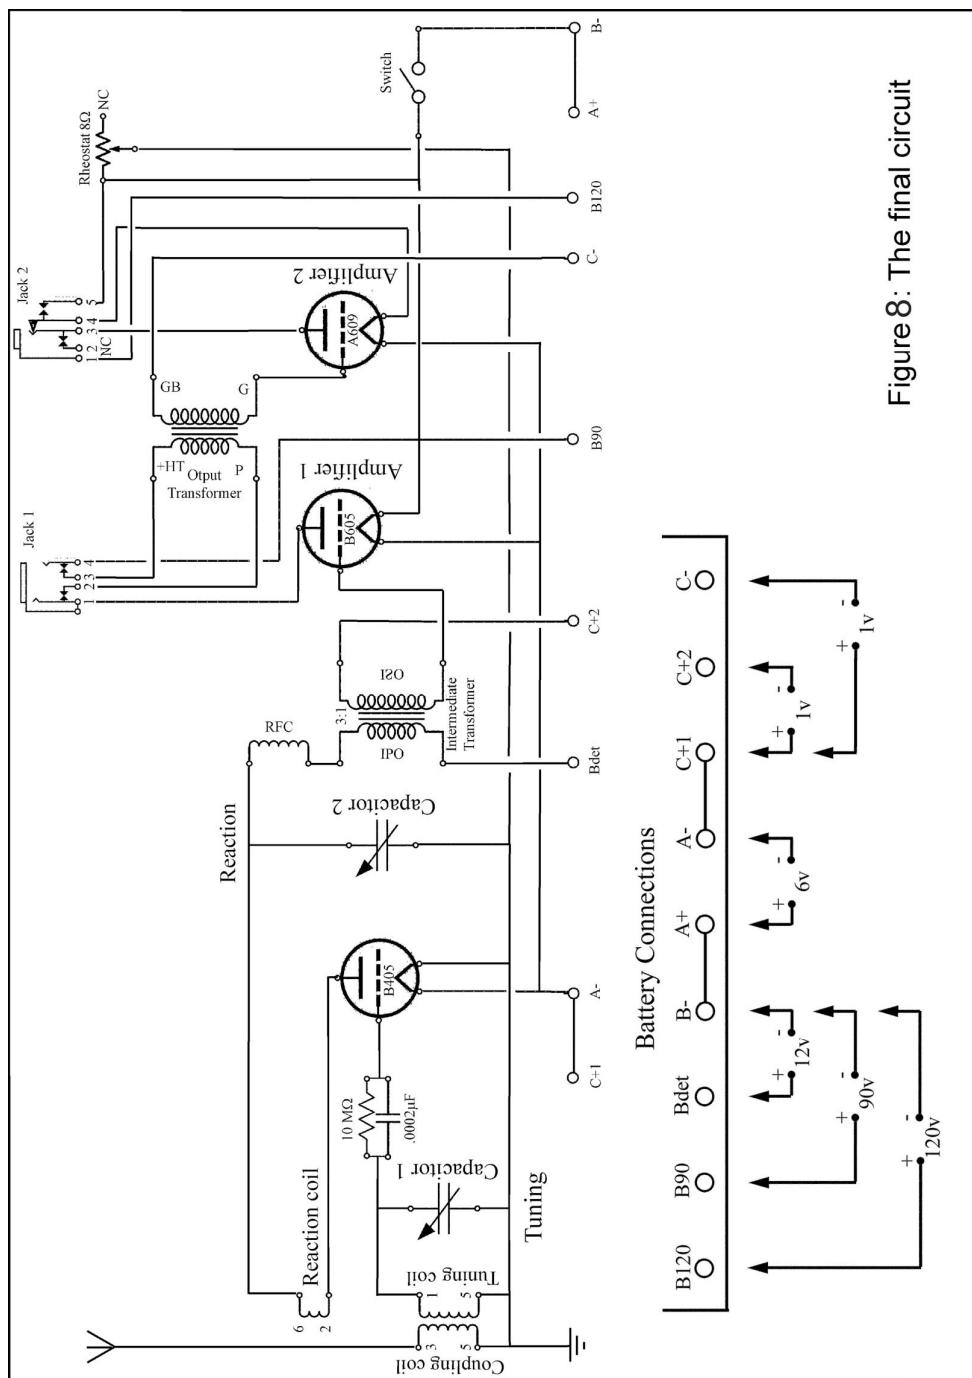 Jack 1
1
2
3
4
Jack 2
1
2
NC
3
4
5
Rheostat 8Ω
NC
+HT
GB
Otput
Transformer
P
G
Switch
RFC
Reaction
3:1
OPI
OSI
Intermediate
Transformer
Reaction coil
6
2
10 MΩ
.0002µF
B405
Capacitor 2
B605
Amplifier 1
A609
Amplifier 2
Capacitor 1
Tuning coil
1
5
3
5
Coupling coil
Tuning
C+1
A-
Bdet
C+2
B90
C-
B120
A+
B-
Battery Connections
B120
B90
Bdet
B-
A+
A-
C+1
C+2
C-
+
-
12v
+
-
90v
+
-
120v
+
-
6v
+
-
1v
+
-
1v
Figure 8: The final circuit